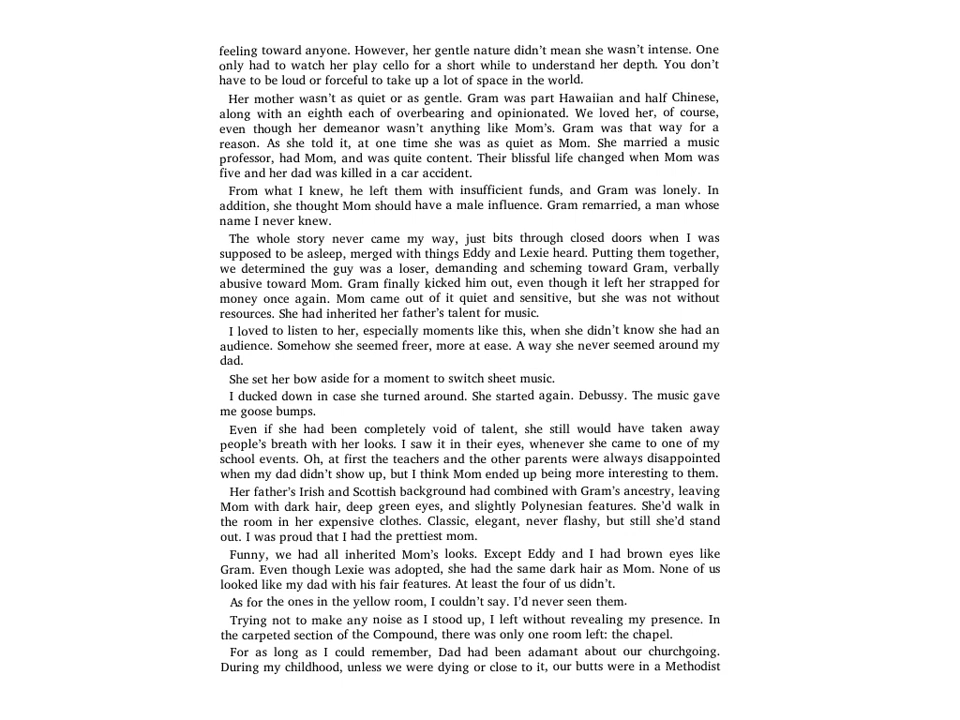 feeling toward anyone. However, her gentle nature didn’t mean she wasn’t intense. One
only had to watch her play cello for a short while to understand her depth. You don’t
have to be loud or forceful to take up a lot of space in the world.
Her mother wasn’t as quiet or as gentle. Gram was part Hawaiian and half Chinese,
along with an eighth each of overbearing and opinionated. We loved her, of course,
even though her demeanor wasn’t anything like Mom’s. Gram was that way for a
reason. As she told it, at one time she was as quiet as Mom. She married a music
professor, had Mom, and was quite content. Their blissful life changed when Mom was
five and her dad was killed in a car accident.
From what I knew, he left them with insufficient funds, and Gram was lonely. In
addition, she thought Mom should have a male influence. Gram remarried, a man whose
name I never knew.
The whole story never came my way, just bits through closed doors when I was
supposed to be asleep, merged with things Eddy and Lexie heard. Putting them together,
we determined the guy was a loser, demanding and scheming toward Gram, verbally
abusive toward Mom. Gram finally kicked him out, even though it left her strapped for
money once again. Mom came out of it quiet and sensitive, but she was not without
resources. She had inherited her father’s talent for music.
I loved to listen to her, especially moments like this, when she didn’t know she had an
audience. Somehow she seemed freer, more at ease. A way she never seemed around my
dad.
She set her bow aside for a moment to switch sheet music.
I ducked down in case she turned around. She started again. Debussy. The music gave
me goose bumps.
Even if she had been completely void of talent, she still would have taken away
people’s breath with her looks. I saw it in their eyes, whenever she came to one of my
school events. Oh, at first the teachers and the other parents were always disappointed
when my dad didn’t show up, but I think Mom ended up being more interesting to them.
Her father’s Irish and Scottish background had combined with Gram’s ancestry, leaving
Mom with dark hair, deep green eyes, and slightly Polynesian features. She’d walk in
the room in her expensive clothes. Classic, elegant, never flashy, but still she’d stand
out. I was proud that I had the prettiest mom.
Funny, we had all inherited Mom’s looks. Except Eddy and I had brown eyes like
Gram. Even though Lexie was adopted, she had the same dark hair as Mom. None of us
looked like my dad with his fair features. At least the four of us didn’t.
As for the ones in the yellow room, I couldn’t say. I’d never seen them.
Trying not to make any noise as I stood up, I left without revealing my presence. In
the carpeted section of the Compound, there was only one room left: the chapel.
For as long as I could remember, Dad had been adamant about our churchgoing.
During my childhood, unless we were dying or close to it, our butts were in a Methodist